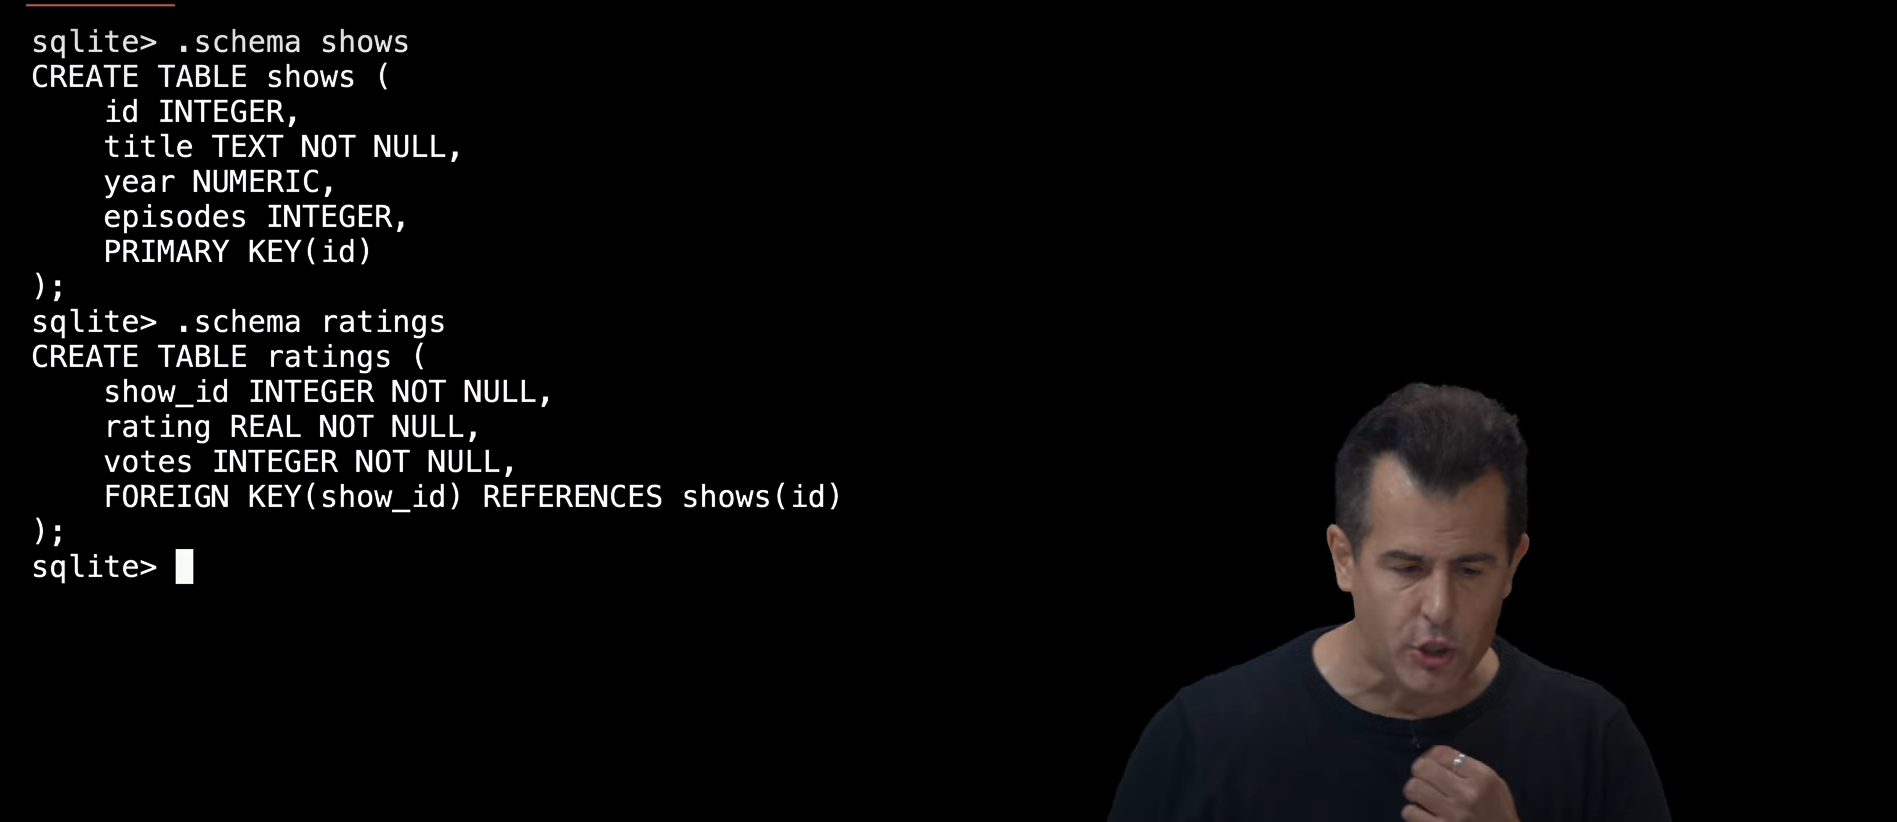 sqlite> .schema shows
CREATE TABLE shows (
    id INTEGER,
    title TEXT NOT NULL,
    year NUMERIC,
    episodes INTEGER,
    PRIMARY KEY(id)
);
sqlite> .schema ratings
CREATE TABLE ratings (
    show_id INTEGER NOT NULL,
    rating REAL NOT NULL,
    votes INTEGER NOT NULL,
    FOREIGN KEY(show_id) REFERENCES shows(id)
);
sqlite>